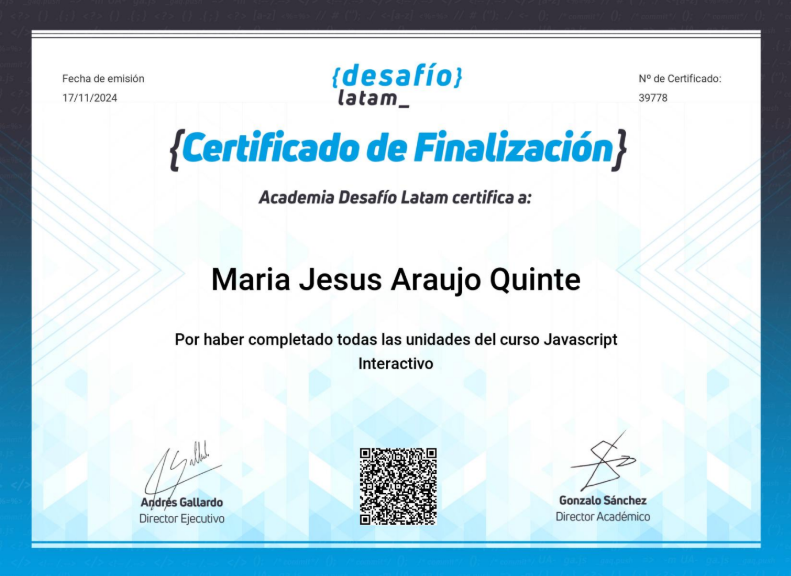 Fecha de emisión
17/11/2024
{desafío}
latam_
Nº de Certificado:
39778
{Certificado de Finalización}
Academia Desafío Latam certifica a:
Maria Jesus Araujo Quinte
Por haber completado todas las unidades del curso Javascript
Interactivo
Andrés Gallardo
Director Ejecutivo
Gonzalo Sánchez
Director Académico